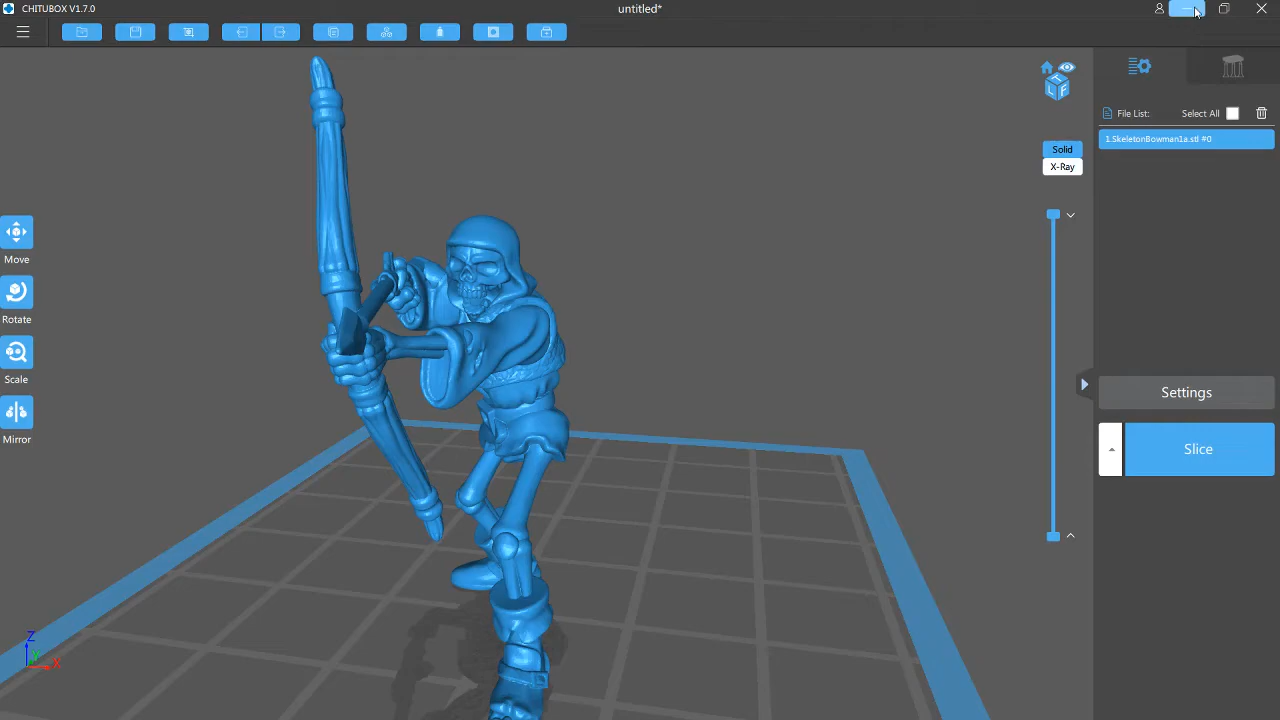 CHITUBOX V1.7.0
untitled*
T
L
F
File List:
Select All
1.SkeletonBowman1a.stl #0
Solid
X-Ray
Move
Rotate
Scale
Mirror
Settings
Slice
Z
Y
X